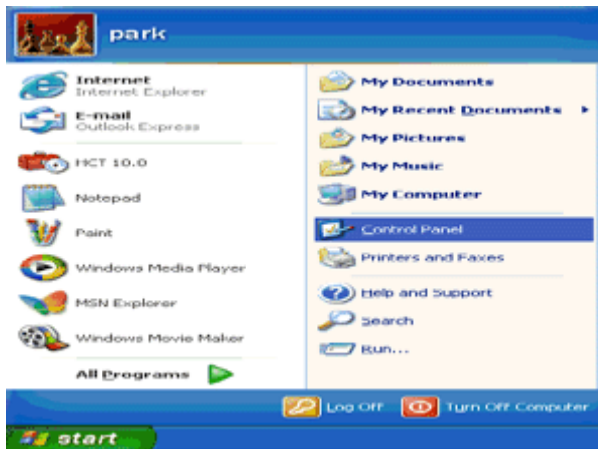 park
Internet
Internet Explorer
E-mail
Outlook Express
HCT 10.0
Notepad
Paint
Windows Media Player
MSN Explorer
Windows Movie Maker
All Programs
My Documents
My Recent Documents
My Pictures
My Music
My Computer
Control Panel
Printers and Faxes
Help and Support
Search
Run...
Log Off
Turn Off Computer
start